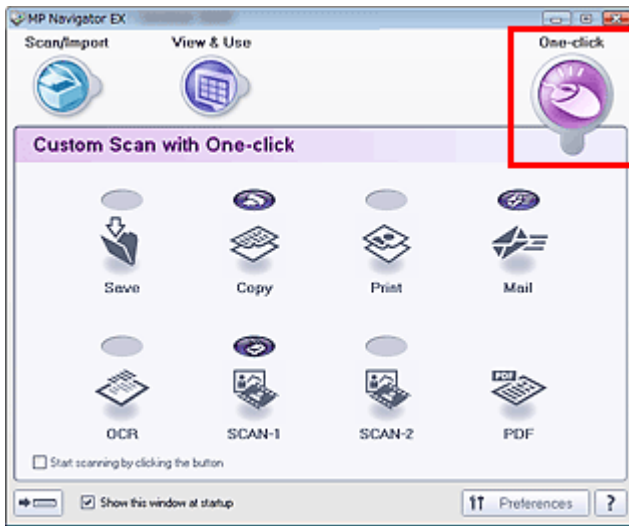 MP Navigator EX
Scan/Import View & Use One-click
Custom Scan with One-click
Save Copy Print Mail
PDF
OCR SCAN-1 SCAN-2 PDF
Start scanning by clicking the button
Show this window at startup Preferences ?